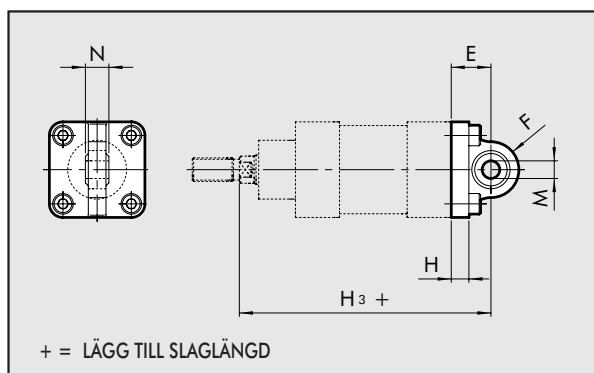 N
E
F
M
H
H3 +
+ = LÄGG TILL SLAGLÄNGD